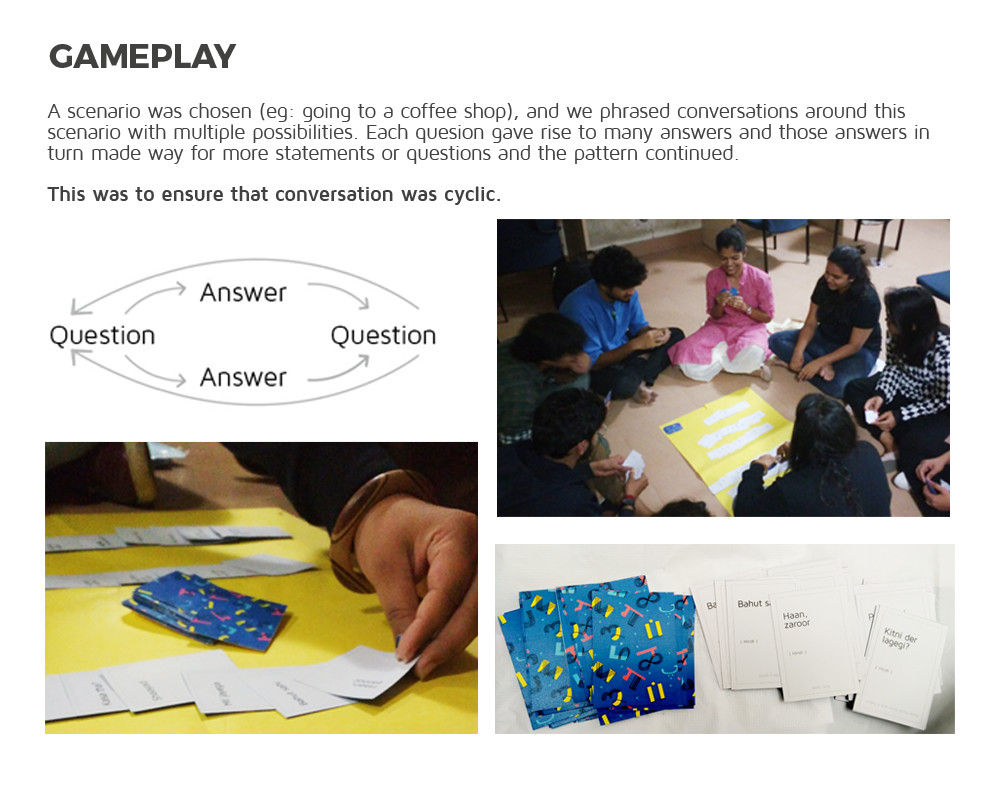 GAMEPLAY
A scenario was chosen (eg: going to a coffee shop), and we phrased conversations around this
scenario with multiple possibilities. Each quesion gave rise to many answers and those answers in
turn made way for more statements or questions and the pattern continued.
This was to ensure that conversation was cyclic.
Answer
Question
Question
Answer
Bahut s
Haan,
zaroor
Kitni der
lagegi?